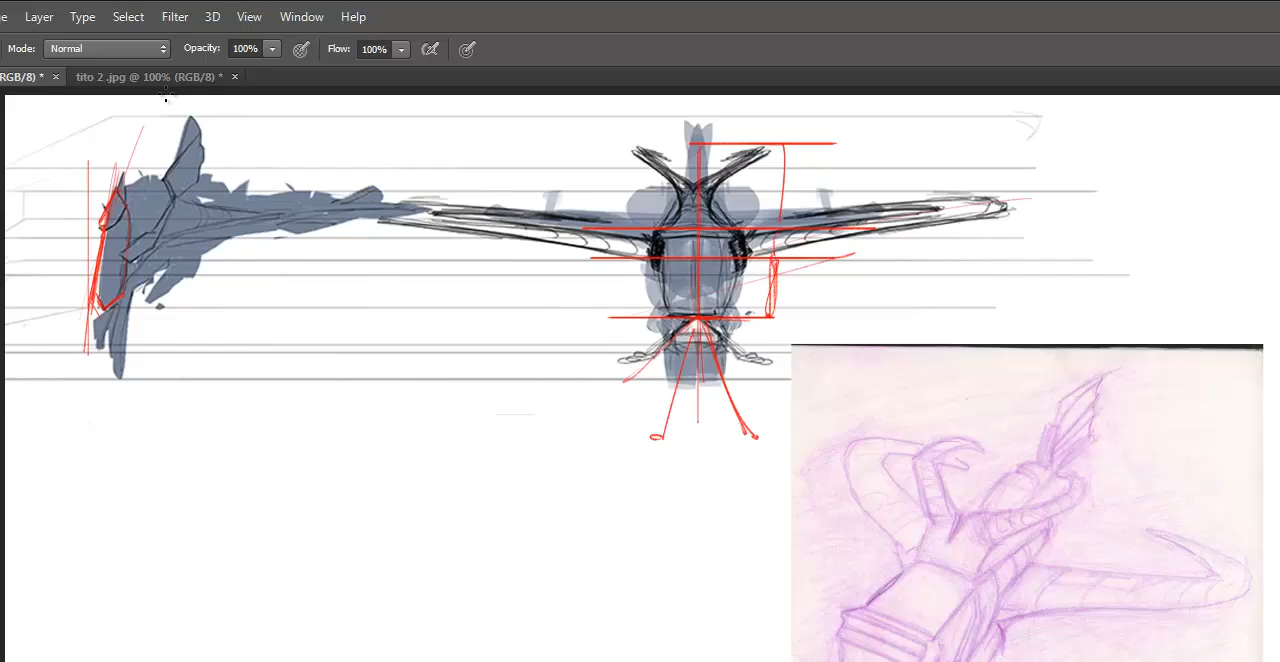 e Layer Type Select Filter 3D View Window Help
Mode: Normal Opacity: 100% Flow: 100%
RGB/8) * × tito 2 .jpg @ 100% (RGB/8) * ×